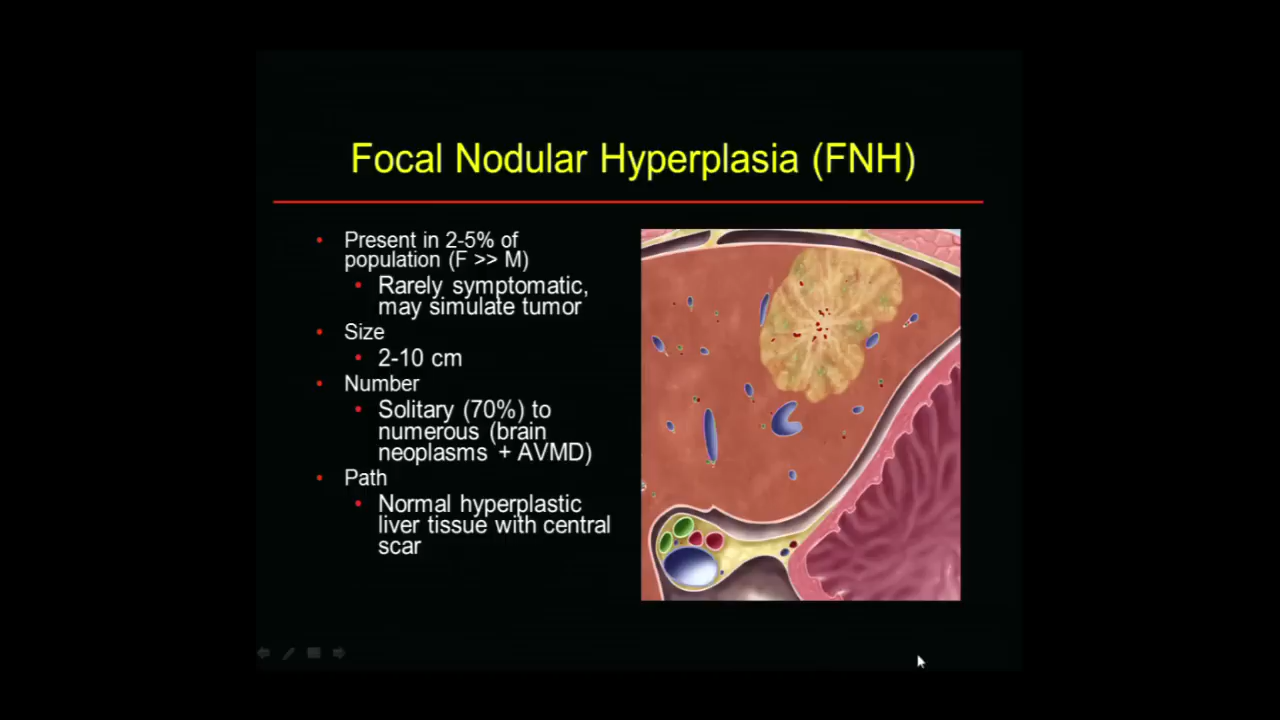 Focal Nodular Hyperplasia (FNH)
• Present in 2-5% of
population (F >> M)
• Rarely symptomatic,
may simulate tumor
• Size
• 2-10 cm
• Number
• Solitary (70%) to
numerous (brain
neoplasms + AVMD)
• Path
• Normal hyperplastic
liver tissue with central
scar